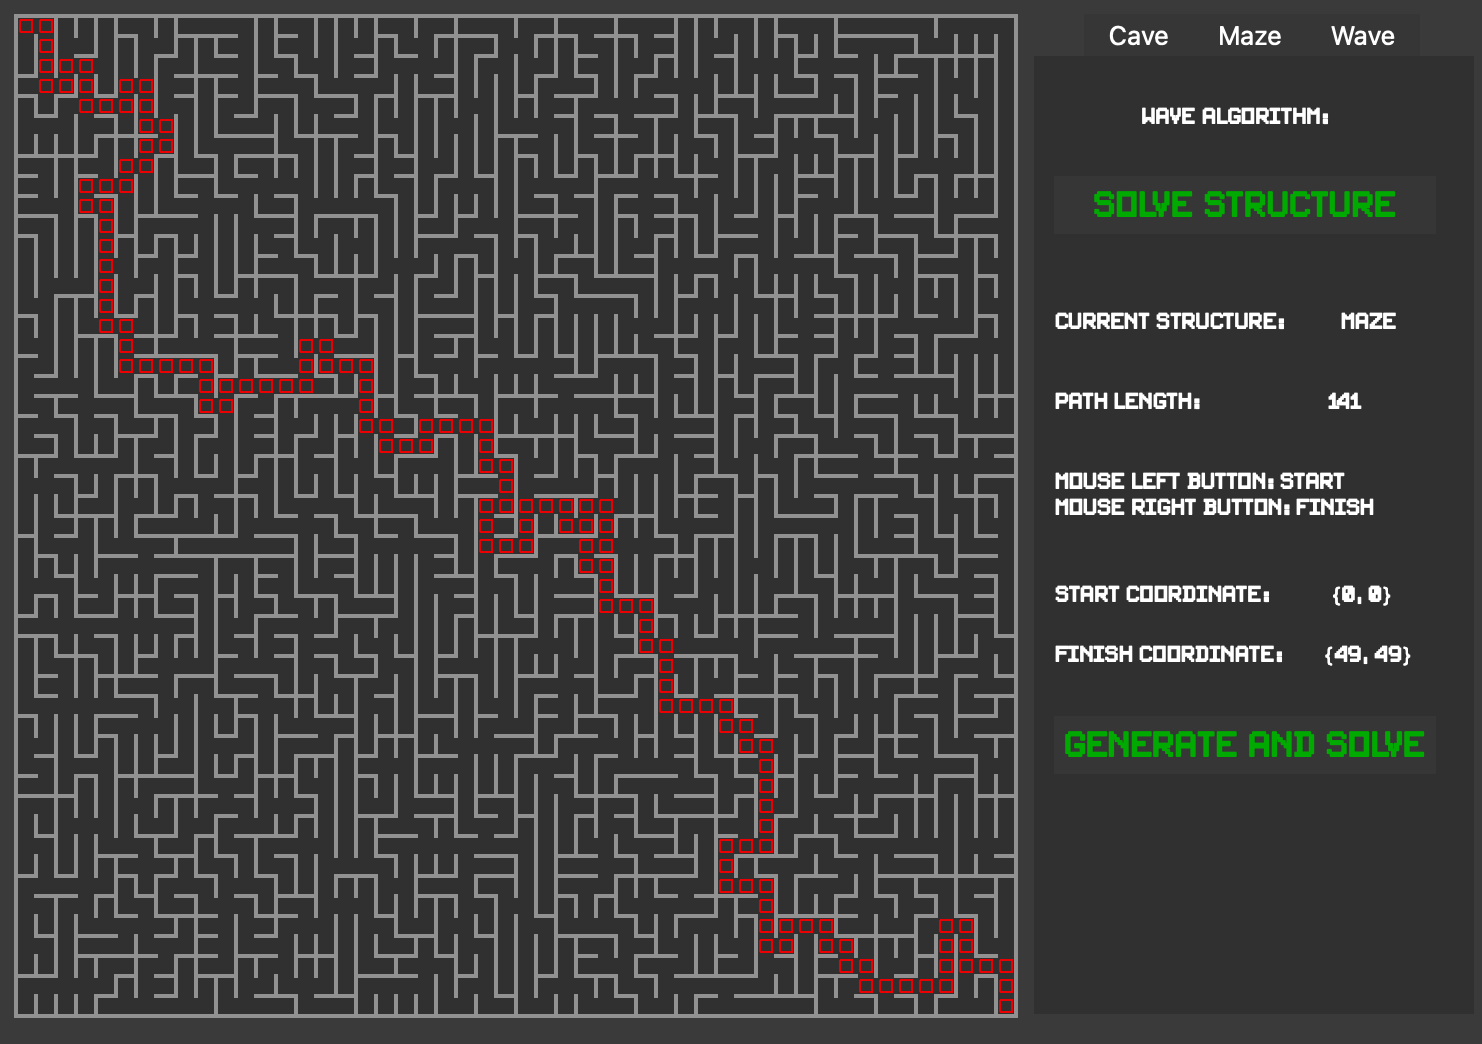 Cave Maze Wave
WAVE ALGORITHM:
SOLVE STRUCTURE
CURRENT STRUCTURE: MAZE
PATH LENGTH: 141
MOUSE LEFT BUTTON: START
MOUSE RIGHT BUTTON: FINISH
START COORDINATE: {0, 0}
FINISH COORDINATE: {49, 49}
GENERATE AND SOLVE